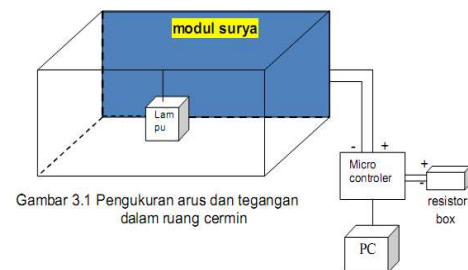 modul surya
Lam
pu
- +
Micro
controler
+
-
resistor
box
PC
Gambar 3.1 Pengukuran arus dan tegangan
dalam ruang cermin